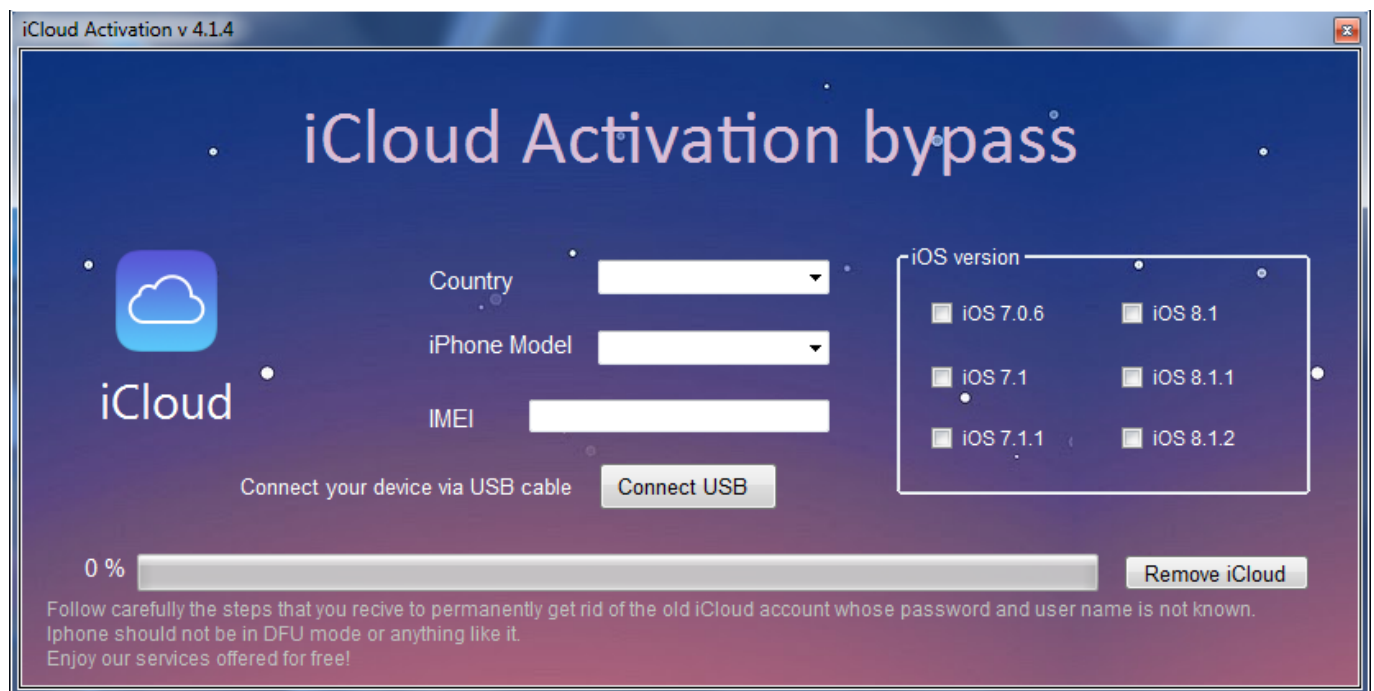 iCloud Activation v 4.1.4
iCloud Activation bypass
iCloud
Country
iPhone Model
IMEI
Connect your device via USB cable
Connect USB
iOS version
iOS 7.0.6
iOS 8.1
iOS 7.1
iOS 8.1.1
iOS 7.1.1
iOS 8.1.2
0 %
Remove iCloud
Follow carefully the steps that you recive to permanently get rid of the old iCloud account whose password and user name is not known.
Iphone should not be in DFU mode or anything like it.
Enjoy our services offered for free!